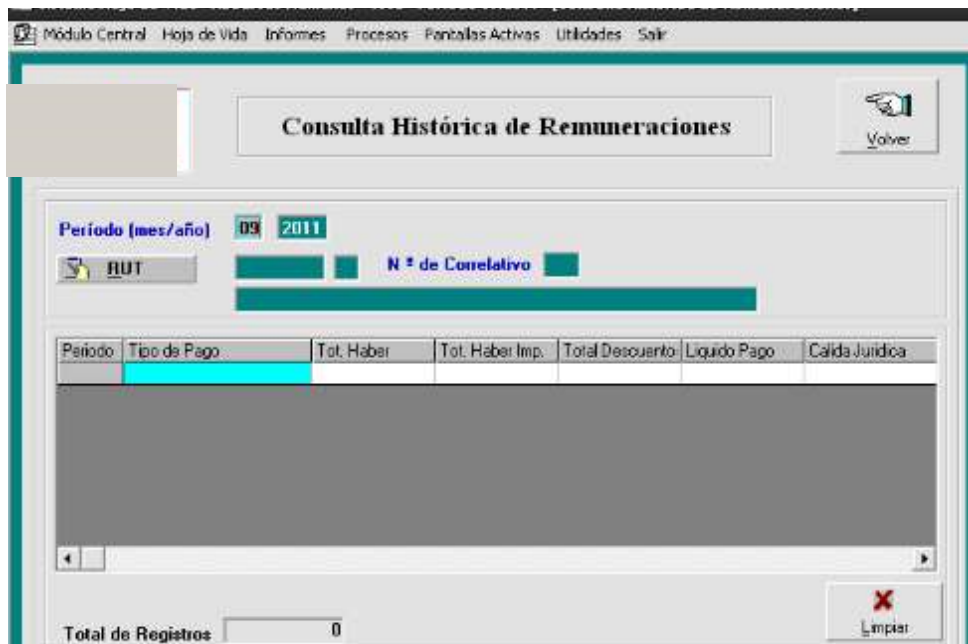 Módulo Central Hoja de Vida Informes Procesos Pantallas Activas Utilidades Salir
Consulta Histórica de Remuneraciones
Volver
Período (mes/año) 09 2011
RUT
N º de Correlativo
Periodo Tipo de Pago Tot. Haber Tot. Haber Imp. Total Descuento Liquido Pago Calida Juridica
Total de Registros 0
Limpiar